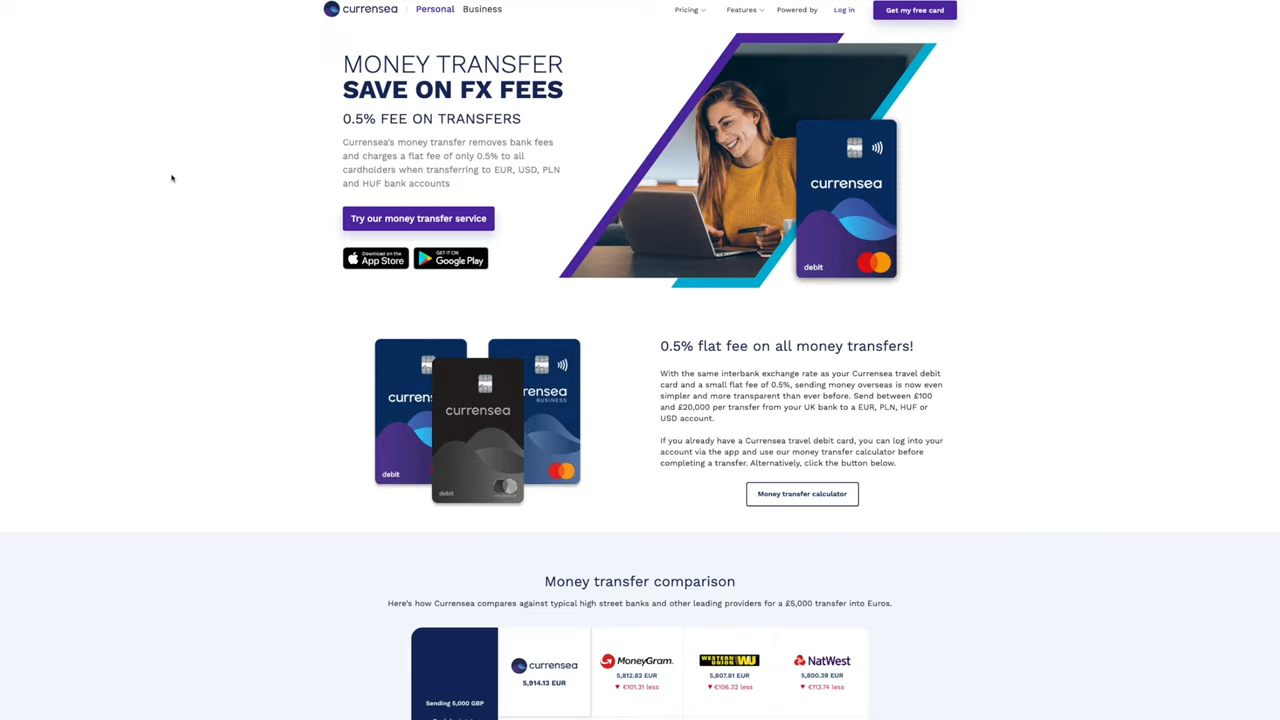 currensea Personal Business Pricing Features Powered by Log in Get my free card
MONEY TRANSFER
SAVE ON FX FEES
0.5% FEE ON TRANSFERS
Currensea's money transfer removes bank fees
and charges a flat fee of only 0.5% to all
cardholders when transferring to EUR, USD, PLN
and HUF bank accounts
Try our money transfer service
Download on the
App Store
GET IT ON
Google Play
currensea
debit
currensea
debit
currensea
debit
currensea
BUSINESS
0.5% flat fee on all money transfers!
With the same interbank exchange rate as your Currensea travel debit
card and a small flat fee of 0.5%, sending money overseas is now even
simpler and more transparent than ever before. Send between £100
and £20,000 per transfer from your UK bank to a EUR, PLN, HUF or
USD account.
If you already have a Currensea travel debit card, you can log into your
account via the app and use our money transfer calculator before
completing a transfer. Alternatively, click the button below.
Money transfer calculator
Money transfer comparison
Here's how Currensea compares against typical high street banks and other leading providers for a £5,000 transfer into Euros.
currensea
5,914.13 EUR
MoneyGram.
5,812.82 EUR
€101.31 less
WESTERN UNION WU
5,807.81 EUR
€106.32 less
NatWest
5,800.39 EUR
€113.74 less
Sending 5,000 GBP